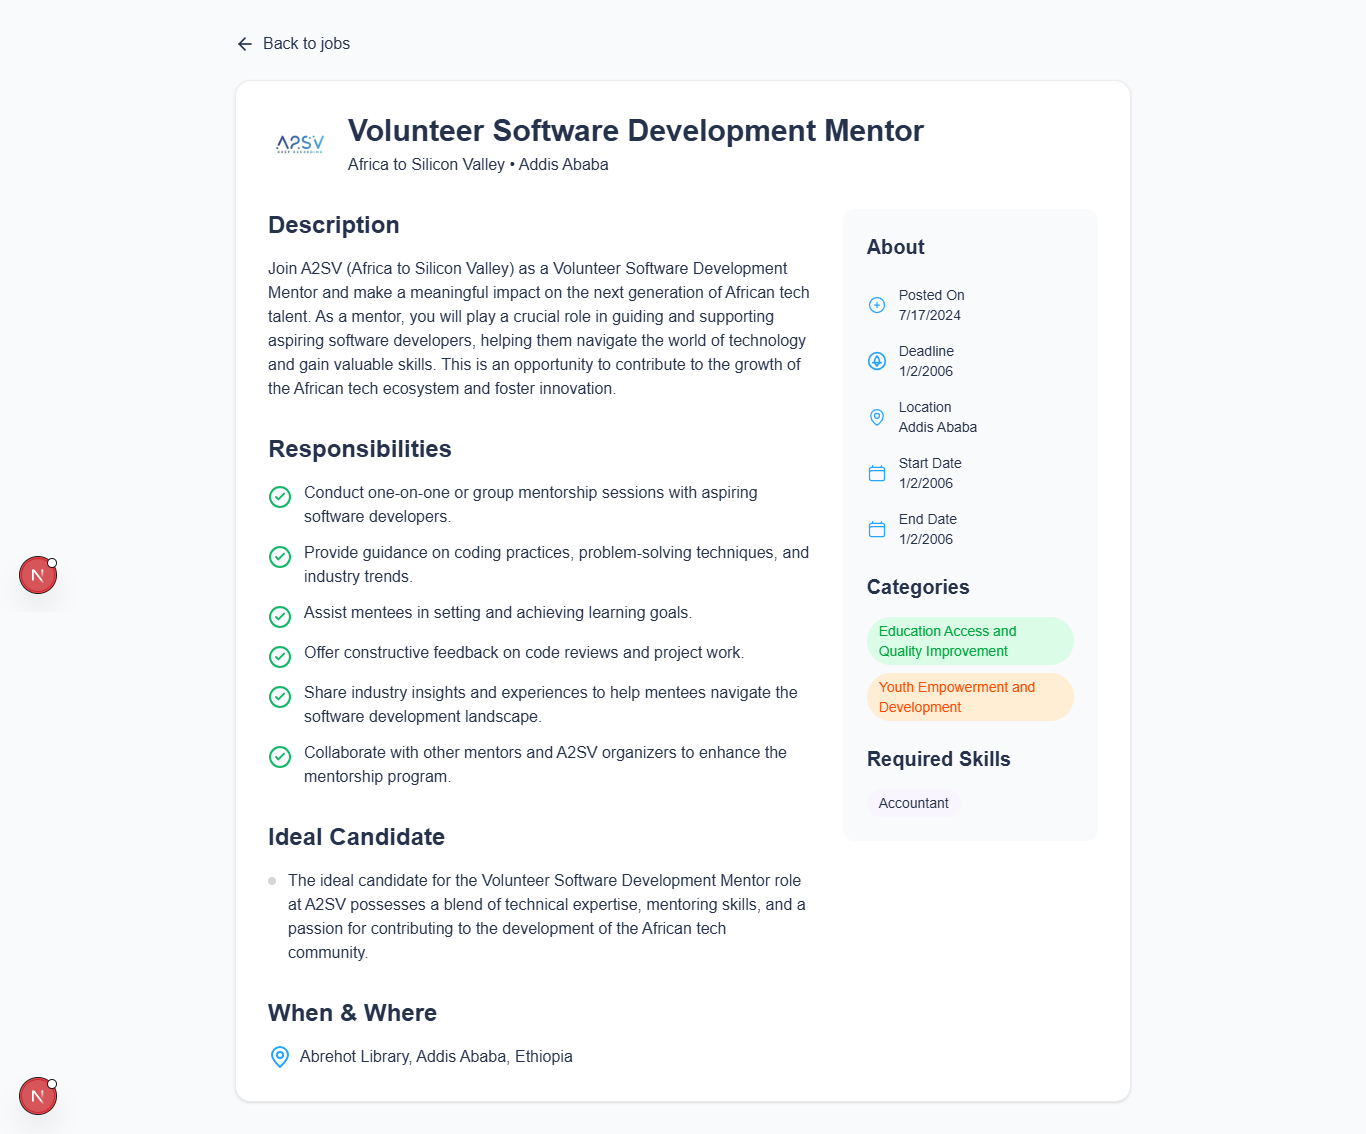 Back to jobs
A2SV
Volunteer Software Development Mentor
Africa to Silicon Valley • Addis Ababa
Description
Join A2SV (Africa to Silicon Valley) as a Volunteer Software Development
Mentor and make a meaningful impact on the next generation of African tech
talent. As a mentor, you will play a crucial role in guiding and supporting
aspiring software developers, helping them navigate the world of technology
and gain valuable skills. This is an opportunity to contribute to the growth of
the African tech ecosystem and foster innovation.
Responsibilities
Conduct one-on-one or group mentorship sessions with aspiring
software developers.
Provide guidance on coding practices, problem-solving techniques, and
industry trends.
Assist mentees in setting and achieving learning goals.
Offer constructive feedback on code reviews and project work.
Share industry insights and experiences to help mentees navigate the
software development landscape.
Collaborate with other mentors and A2SV organizers to enhance the
mentorship program.
Ideal Candidate
The ideal candidate for the Volunteer Software Development Mentor role
at A2SV possesses a blend of technical expertise, mentoring skills, and a
passion for contributing to the development of the African tech
community.
When & Where
Abrehot Library, Addis Ababa, Ethiopia
About
Posted On
7/17/2024
Deadline
1/2/2006
Location
Addis Ababa
Start Date
1/2/2006
End Date
1/2/2006
Categories
Education Access and
Quality Improvement
Youth Empowerment and
Development
Required Skills
Accountant
N
N